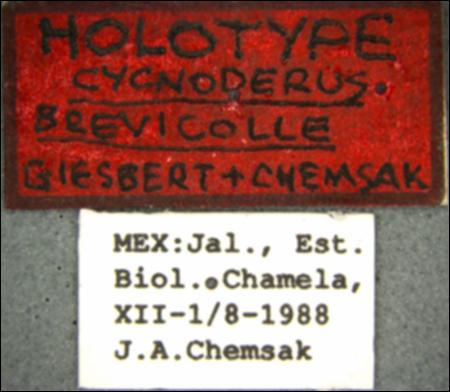 HOLOTYPE
CYCNODERUS
BREVICOLLE
GIESBERT + CHEMSAK
MEX:Jal., Est.
Biol. Chamela,
XII-1/8-1988
J.A.Chemsak